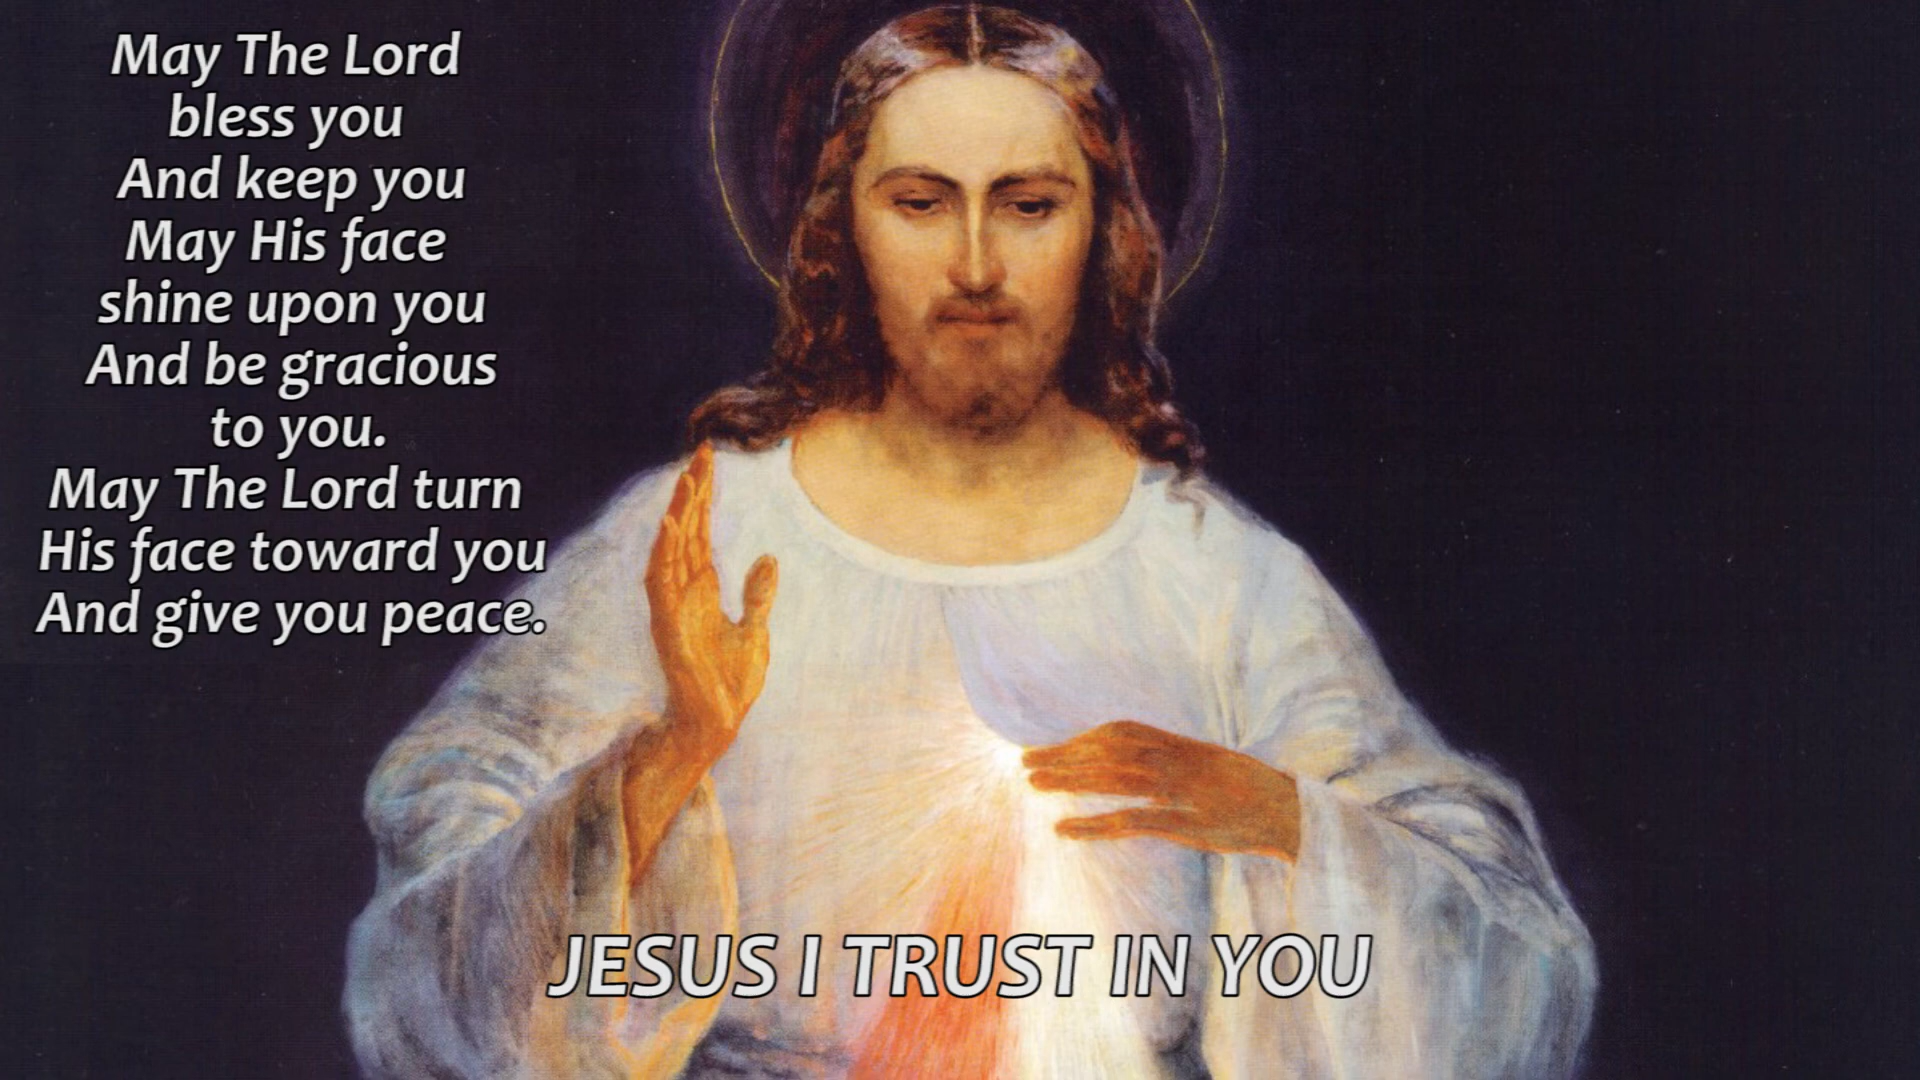 May The Lord
bless you
And keep you
May His face
shine upon you
And be gracious
to you.
May The Lord turn
His face toward you
And give you peace.
JESUS I TRUST IN YOU